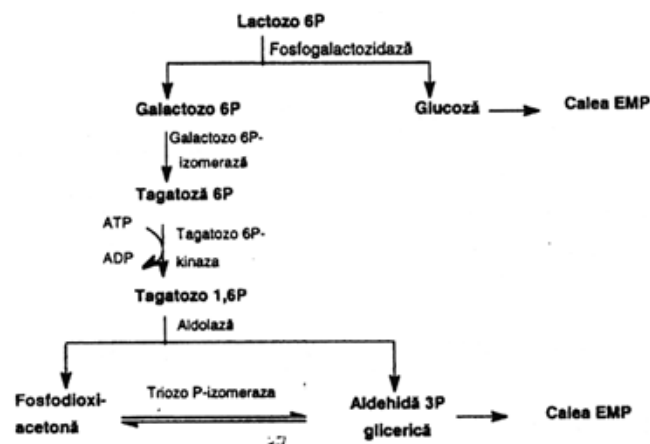 Lactozo 6P
Fosfogalactozidază
Galactozo 6P
Glucoză
Calea EMP
Galactozo 6P-
izomerază
Tagatoză 6P
ATP
Tagatozo 6P-
ADP
kinaza
Tagatozo 1,6P
Aldolază
Fosfodioxi-
acetonă
Triozo P-izomeraza
Aldehidă 3P
glicerică
Calea EMP